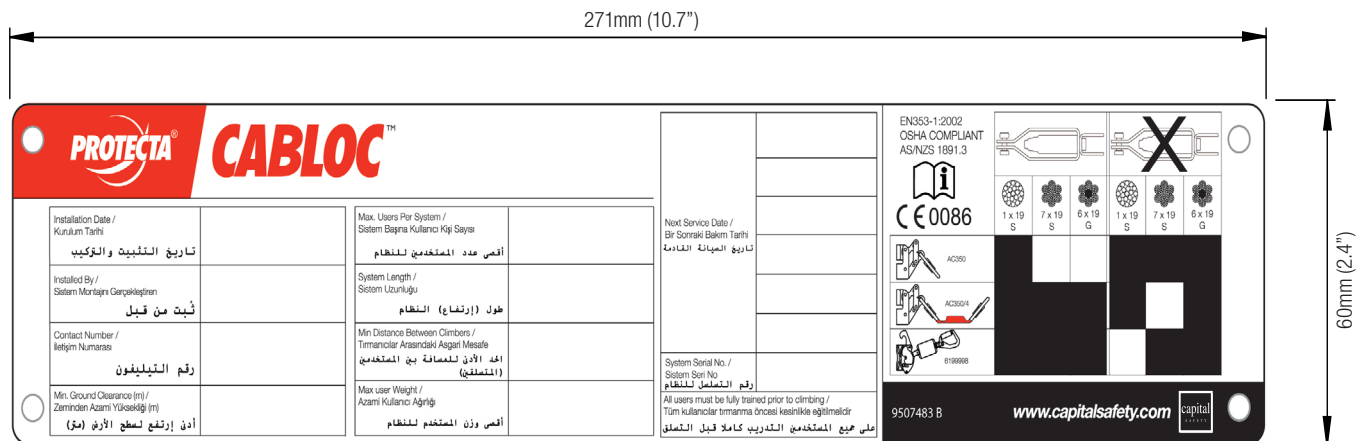 271mm (10.7”)
PROTECTA®
CABLOC™
Installation Date /
Kurulum Tarihi
تاريخ التثبيت والتركيب
Installed By /
Sistem Montajını Gerçekleştiren
ثُبت من قبل
Contact Number /
İletişim Numarası
رقم التيليفون
Min. Ground Clearance (m) /
Zeminden Azami Yüksekliği (m)
أدن إرتفع لسطح الأرض (متر)
Max. Users Per System /
Sistem Başına Kullanıcı Kişi Sayısı
أقصى عدد المستخدمين للنظام
System Length /
Sistem Uzunluğu
طول (إرتفاع) النظام
Min Distance Between Climbers /
Tırmanıcılar Arasındaki Asgari Mesafe
الحد الأدن للمسافة بين المستخدمين
(المتسلقين)
Max user Weight /
Azami Kullanıcı Ağırlığı
أقصى وزن المستخدم للنظام
Next Service Date /
Bir Sonraki Bakım Tarihi
تاريخ الصيانة القادمة
System Serial No. /
Sistem Seri No
رقم التسلسل للنظام
All users must be fully trained prior to climbing /
Tüm kullanıcılar tırmanma öncesi kesinlikle eğitilmelidir
على جميع المستخدمين التدريب كاملا قبل التسلق
EN353-1:2002
OSHA COMPLIANT
AS/NZS 1891.3
i
CE0086
X
1 x 19 S
7 x 19 S
6 x 19 G
1 x 19 S
7 x 19 S
6 x 19 G
AC350
AC350/4
6199998
9507483 B
www.capitalsafety.com
capital
SAFETY
60mm (2.4”)